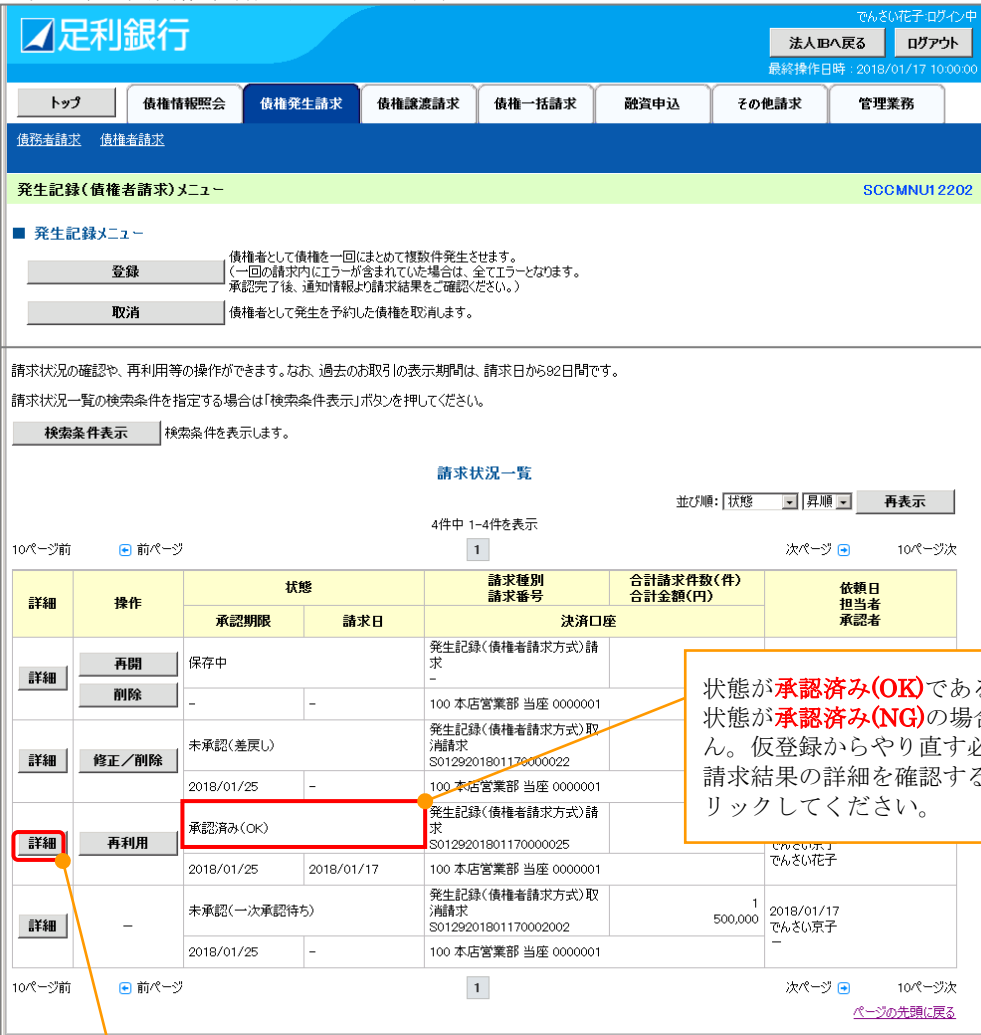 足利銀行
でんさい花子:ログイン中
法人IBへ戻る ログアウト
最終操作日時:2018/01/17 10:00:00
トップ 債権情報照会 債権発生請求 債権譲渡請求 債権一括請求 融資申込 その他請求 管理業務
債務者請求 債権者請求
発生記録(債権者請求)メニュー SCCMNU12202
■ 発生記録メニュー
登録
債権者として債権を一回にまとめて複数件発生させます。
(一回の請求内にエラーが含まれていた場合は、全てエラーとなります。
承認完了後、通知情報より請求結果をご確認ください。)
取消 債権者として発生を予約した債権を取消します。
請求状況の確認や、再利用等の操作ができます。なお、過去のお取引の表示期間は、請求日から92日間です。
請求状況一覧の検索条件を指定する場合は「検索条件表示」ボタンを押してください。
検索条件表示 検索条件を表示します。
請求状況一覧
並び順: 状態 昇順 再表示
4件中 1-4件を表示
10ページ前 前ページ 1 次ページ 10ページ次
詳細 操作 状態 請求種別 合計請求件数(件) 依頼日
請求番号 合計金額(円) 担当者
承認期限 請求日 決済口座 承認者
詳細 再開 削除 保存中
発生記録(債権者請求方式)請
求
-
- - 100 本店営業部 当座 0000001
詳細 修正/削除 未承認(差戻し)
発生記録(債権者請求方式)取
消請求
S0129201801170000022
2018/01/25 - 100 本店営業部 当座 0000001
詳細 再利用 承認済み(OK)
発生記録(債権者請求方式)請
求
S0129201801170000025
でんさい京子
でんさい花子
2018/01/25 2018/01/17 100 本店営業部 当座 0000001
詳細 - 未承認(一次承認待ち)
発生記録(債権者請求方式)取
消請求
S0129201801170002002
1
500,000
2018/01/17
でんさい京子
-
2018/01/25 - 100 本店営業部 当座 0000001
状態が承認済み(OK)である
状態が承認済み(NG)の場合
ん。仮登録からやり直す必
請求結果の詳細を確認する
リックしてください。
10ページ前 前ページ 1 次ページ 10ページ次
ページの先頭に戻る